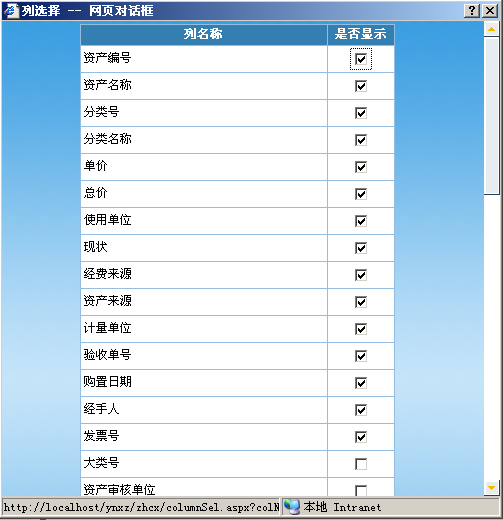 列选择 -- 网页对话框
列名称 是否显示
资产编号
资产名称
分类号
分类名称
单价
总价
使用单位
现状
经费来源
资产来源
计量单位
验收单号
购置日期
经手人
发票号
大类号
资产审核单位
http://localhost/ynxz/zhcx/columnSel.aspx?colN 本地 Intranet